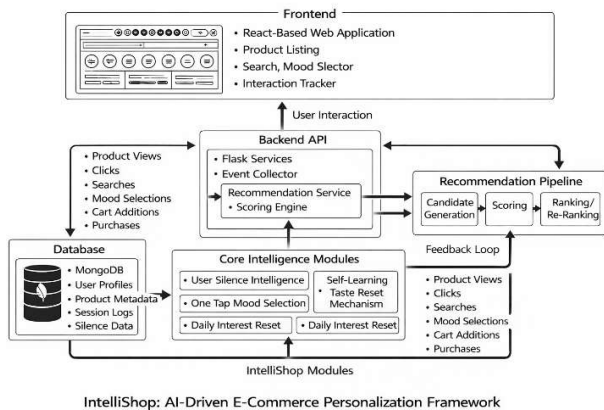 Frontend
• React-Based Web Application
• Product Listing
• Search, Mood Slector
• Interaction Tracker
User Interaction
Backend API
• Flask Services
• Event Collector
Recommendation Service
• Scoring Engine
• Product Views
• Clicks
• Searches
• Mood Selections
• Cart Additions
• Purchases
Recommendation Pipeline
Candidate
Generation
Scoring
Ranking/
Re-Ranking
Feedback Loop
Database
• MongoDB
• User Profiles
• Product Metadata
• Session Logs
• Silence Data
Core Intelligence Modules
• User Silence Intelligence
• One Tap Mood Selection
Self-Learning
• Taste Reset
Mechanism
• Daily Interest Reset
• Daily Interest Reset
• Product Views
• Clicks
• Searches
• Mood Selections
• Cart Additions
• Purchases
IntelliShop Modules
IntelliShop: AI-Driven E-Commerce Personalization Framework